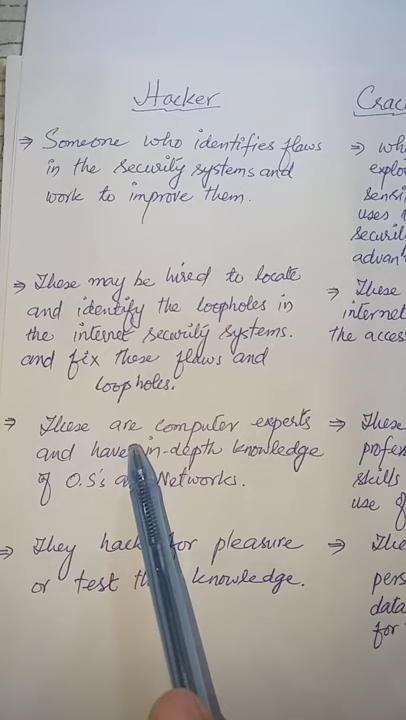 Hacker
⇒ Someone who identifies flaws
in the security systems and
work to improve them.
⇒ These may be hired to locate
and identify the loopholes in
the internet security systems.
and fix these flaws and
loopholes.
⇒ These are computer experts
and have in-depth knowledge
of O.S's Networks.
⇒ They hack for pleasure
or test knowledge.
Crac
⇒ wh
explo
sensi
uses
securi
advan
⇒ These
internet
the access
⇒ These
profes
skills
use of
⇒ The
pers
data
for